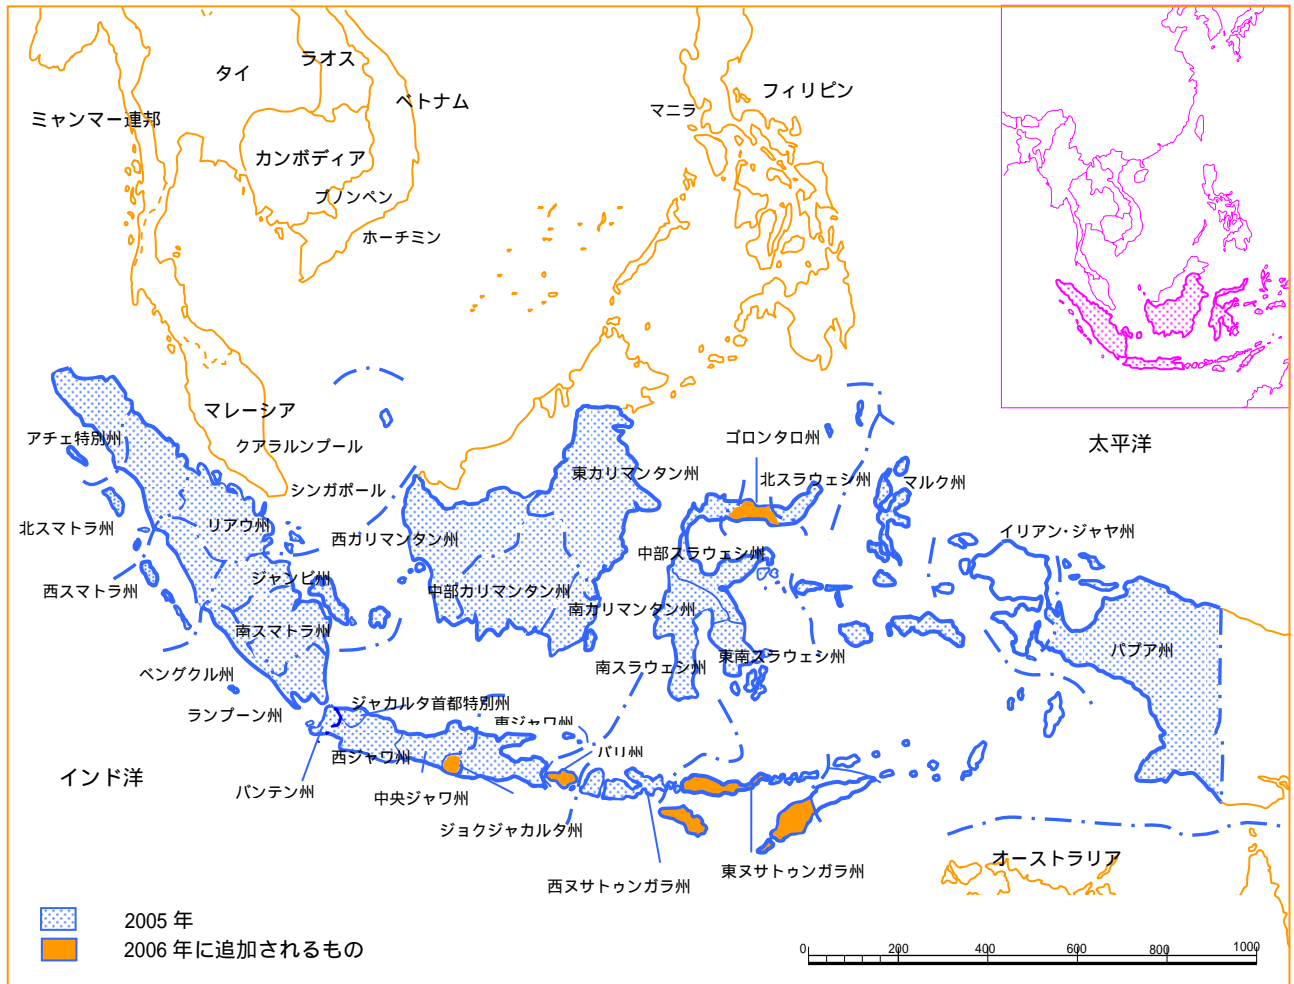 タイ
ラオス
ベトナム
ミャンマー連邦
カンボディア
プノンペン
ホーチミン
マニラ
フィリピン
マレーシア
クアラルンプール
シンガポール
アチェ特別州
北スマトラ州
リアウ州
西スマトラ州
ジャンビ州
南スマトラ州
ベングクル州
ランプーン州
西カリマンタン州
東カリマンタン州
中部カリマンタン州
南カリマンタン州
ゴロンタロ州
北スラウェシ州
中部スラウェシ州
南スラウェシ州
東南スラウェシ州
マルク州
太平洋
イリアン・ジャヤ州
パプア州
ジャカルタ首都特別州
東ジャワ州
西ジャワ州
バリ州
バンテン州
中央ジャワ州
ジョクジャカルタ州
西ヌサトゥンガラ州
東ヌサトゥンガラ州
インド洋
オーストラリア
2005 年
2006 年に追加されるもの
0 200 400 600 800 1000